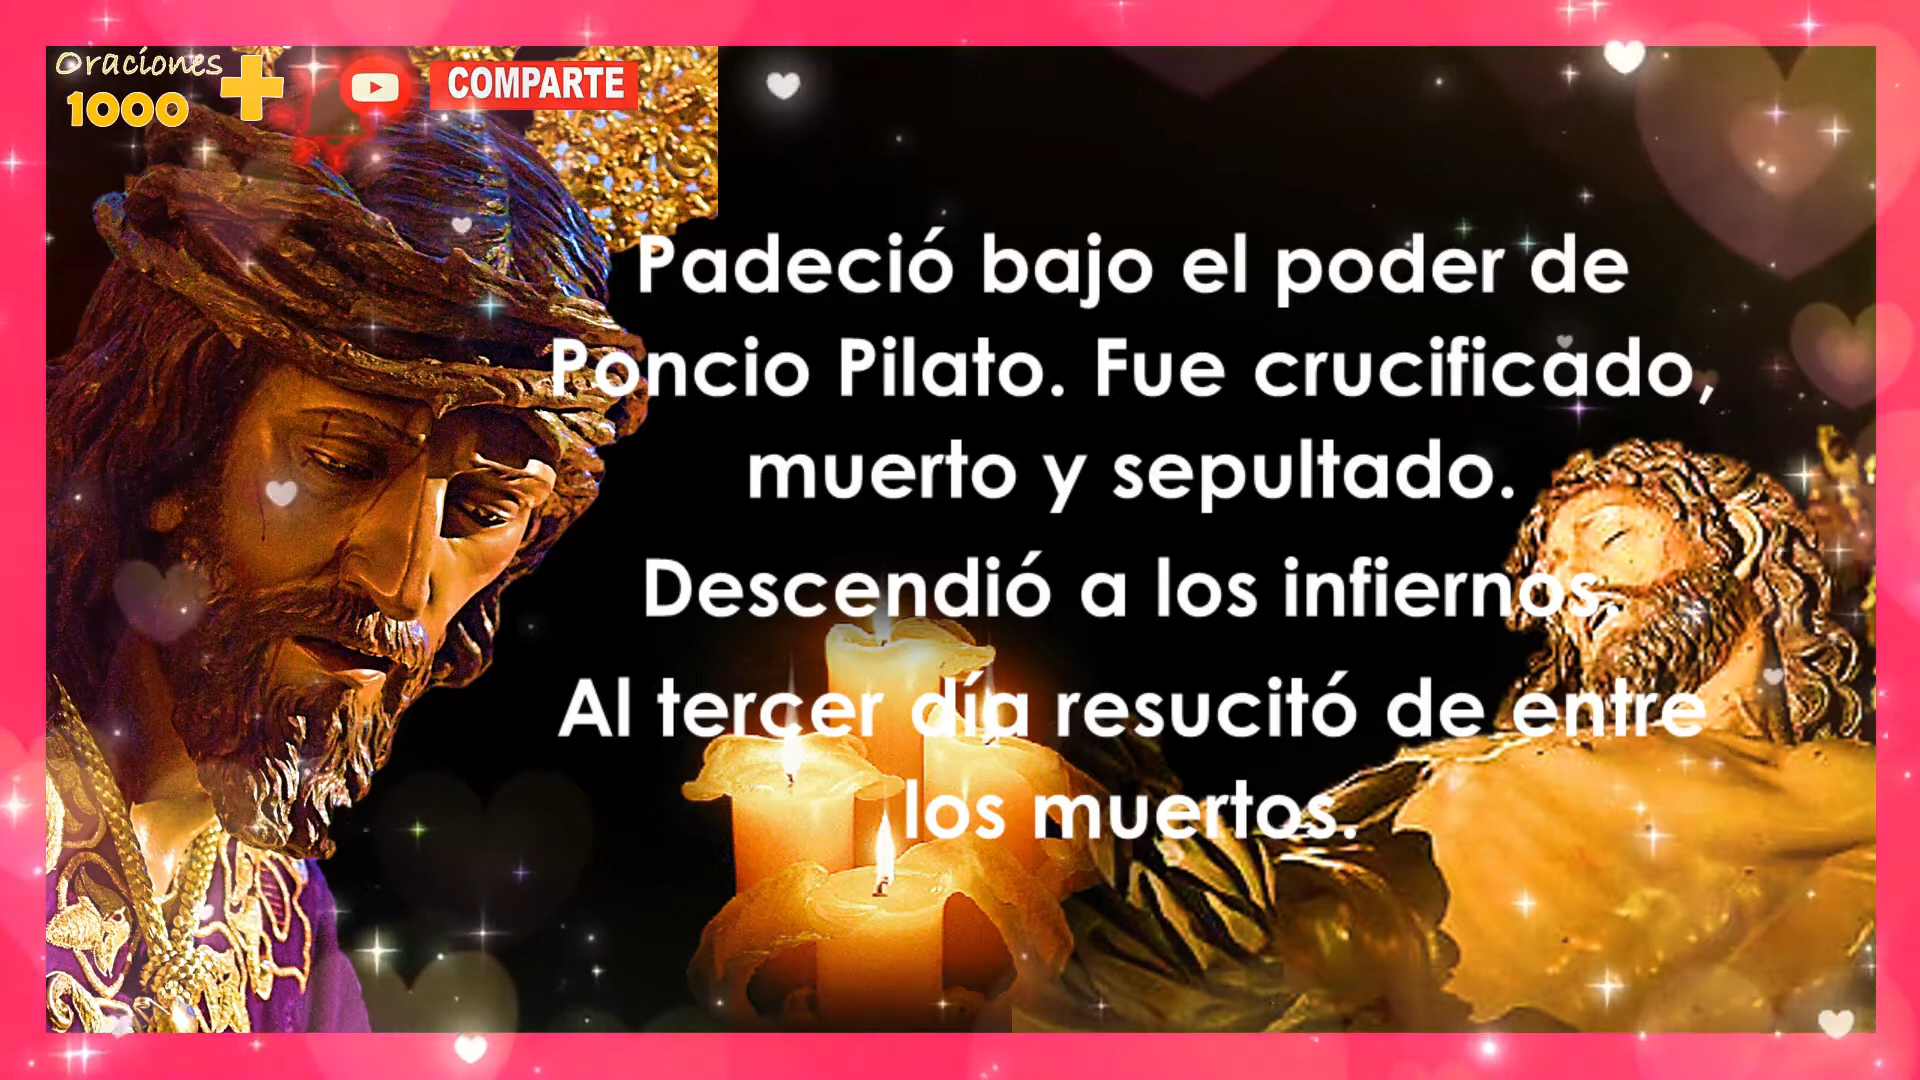 Oraciones
1000
COMPARTE
Padeció bajo el poder de
Poncio Pilato. Fue crucificado,
muerto y sepultado.
Descendió a los infiernos.
Al tercer día resucitó de entre
los muertos.